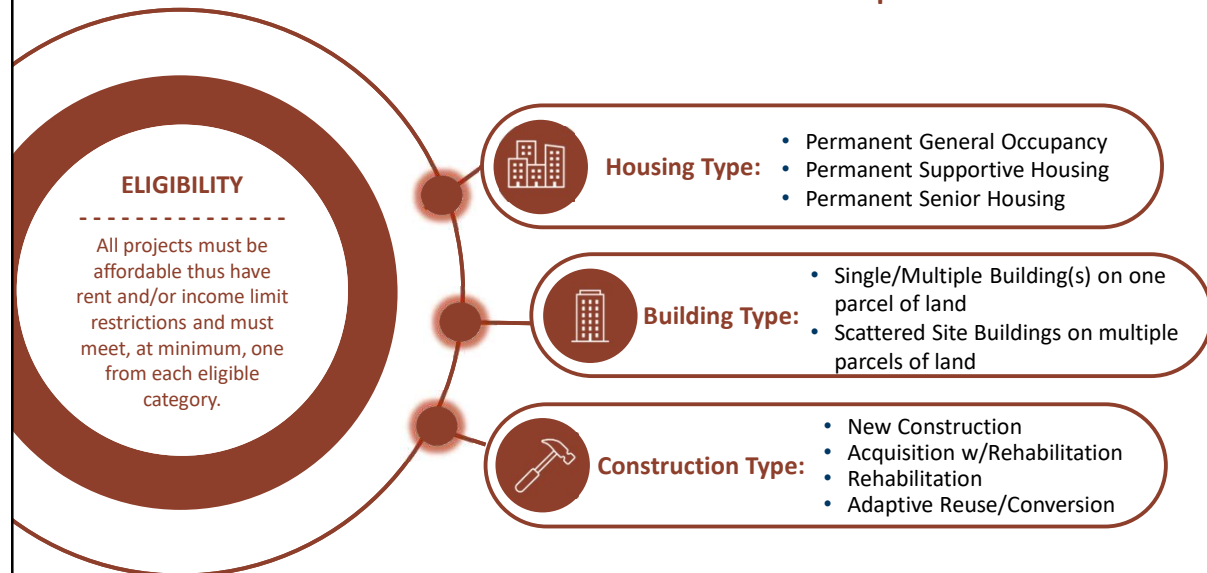 ELIGIBILITY
All projects must be
affordable thus have
rent and/or income limit
restrictions and must
meet, at minimum, one
from each eligible
category.
Housing Type:
• Permanent General Occupancy
• Permanent Supportive Housing
• Permanent Senior Housing
Building Type:
• Single/Multiple Building(s) on one
parcel of land
• Scattered Site Buildings on multiple
parcels of land
Construction Type:
• New Construction
• Acquisition w/Rehabilitation
• Rehabilitation
• Adaptive Reuse/Conversion